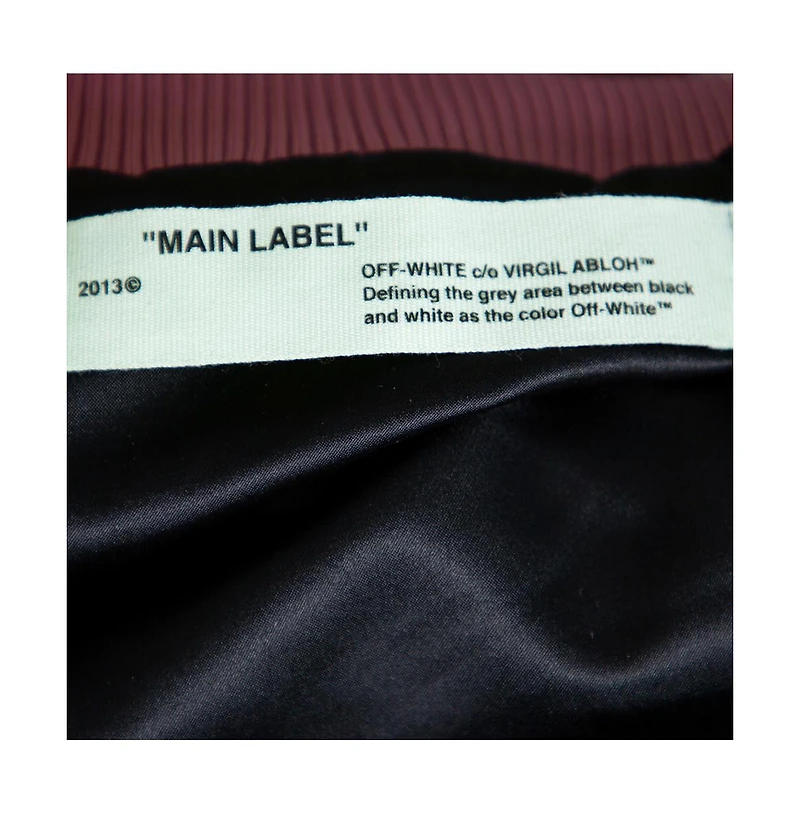 "MAIN LABEL"
2013©
OFF-WHITE c/o VIRGIL ABLOH™
Defining the grey area between black
and white as the color Off-White™